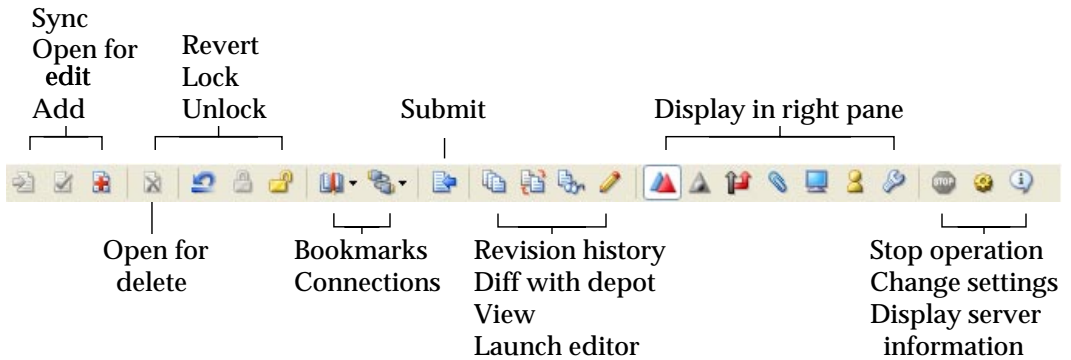 Sync
Open for
edit
Add
Revert
Lock
Unlock
Submit
Display in right pane
STOP
Open for
delete
Bookmarks
Connections
Revision history
Diff with depot
View
Launch editor
Stop operation
Change settings
Display server
information